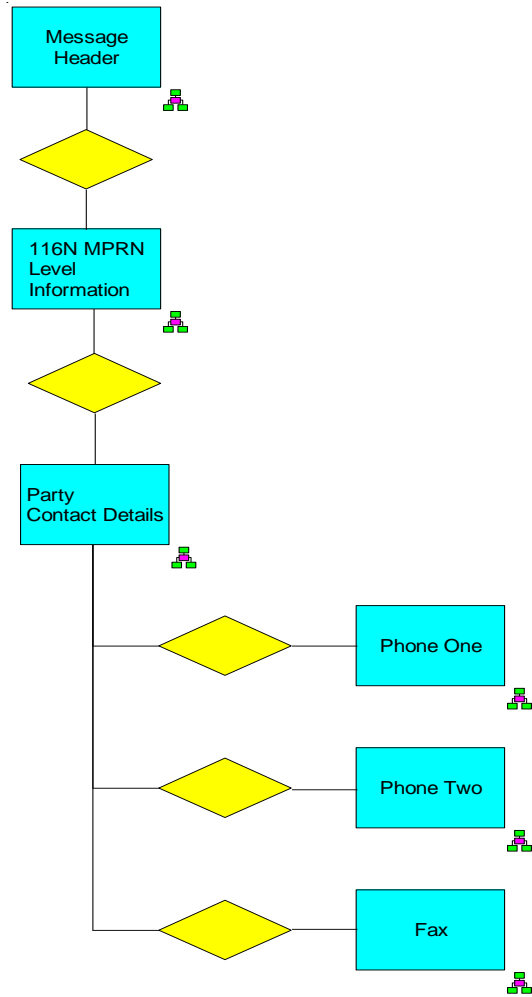 Message
Header
116N MPRN
Level
Information
Party
Contact Details
Phone One
Phone Two
Fax